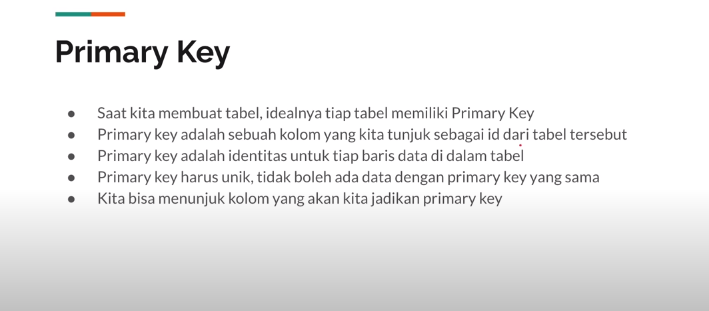 Primary Key
● Saat kita membuat tabel, idealnya tiap tabel memiliki Primary Key
● Primary key adalah sebuah kolom yang kita tunjuk sebagai id dari tabel tersebut
● Primary key adalah identitas untuk tiap baris data di dalam tabel
● Primary key harus unik, tidak boleh ada data dengan primary key yang sama
● Kita bisa menunjuk kolom yang akan kita jadikan primary key